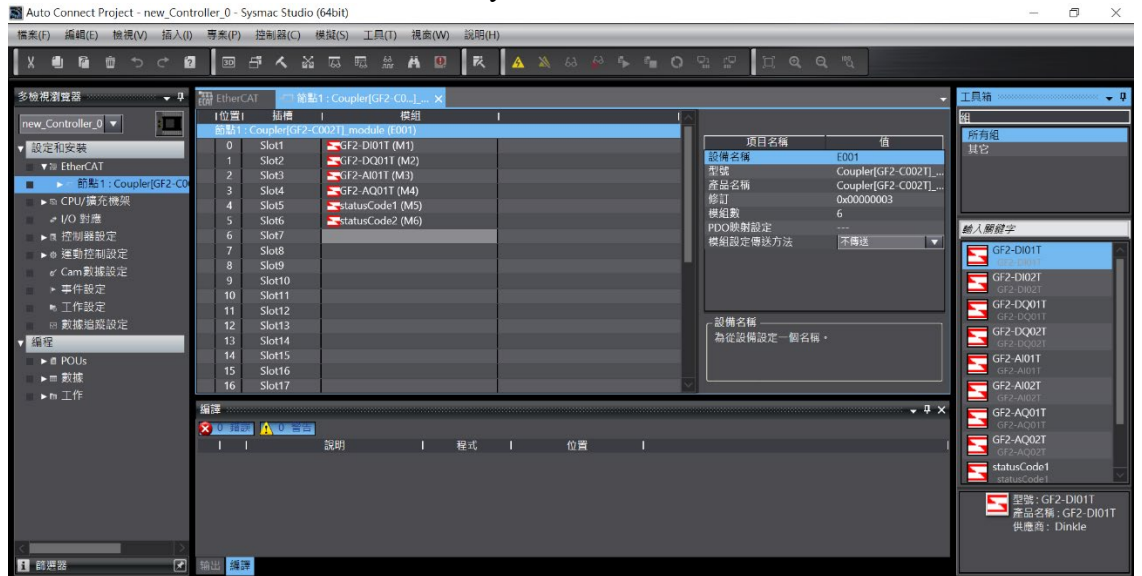 Auto Connect Project - new_Controller_0 - Sysmac Studio (64bit)
檔案(F) 編輯(E) 檢視(V) 插入(I) 專案(P) 控制器(C) 模擬(S) 工具(T) 視窗(W) 說明(H)
多檢視瀏覽器
new_Controller_0
設定和安裝
EtherCAT
節點1 : Coupler[GF2-C0
CPU/擴充機架
I/O 對應
控制器設定
運動控制設定
Cam數據設定
事件設定
工作設定
數據追蹤設定
編程
POUs
數據
工作
篩選器
EtherCAT 節點1 : Coupler[GF2-C0...]_...
位置 插槽 模組
節點1 : Coupler[GF2-C002T]_module (E001)
0 Slot1 GF2-DI01T (M1)
1 Slot2 GF2-DQ01T (M2)
2 Slot3 GF2-AI01T (M3)
3 Slot4 GF2-AQ01T (M4)
4 Slot5 statusCode1 (M5)
5 Slot6 statusCode2 (M6)
6 Slot7
7 Slot8
8 Slot9
9 Slot10
10 Slot11
11 Slot12
12 Slot13
13 Slot14
14 Slot15
15 Slot16
16 Slot17
項目名稱 值
設備名稱 E001
型號 Coupler[GF2-C002T]_...
產品名稱 Coupler[GF2-C002T]_...
修訂 0x00000003
模組數 6
PDO映射設定 ---
模組設定傳送方法 不傳送
設備名稱
為從設備設定一個名稱。
編譯
0 錯誤 0 警告
說明 程式 位置
輸出 編譯
工具箱
組
所有組
其它
輸入關鍵字
GF2-DI01T
GF2-DI01T
GF2-DI02T
GF2-DI02T
GF2-DQ01T
GF2-DQ01T
GF2-DQ02T
GF2-DQ02T
GF2-AI01T
GF2-AI01T
GF2-AI02T
GF2-AI02T
GF2-AQ01T
GF2-AQ01T
GF2-AQ02T
GF2-AQ02T
statusCode1
statusCode1
型號 : GF2-DI01T
產品名稱 : GF2-DI01T
供應商 : Dinkle